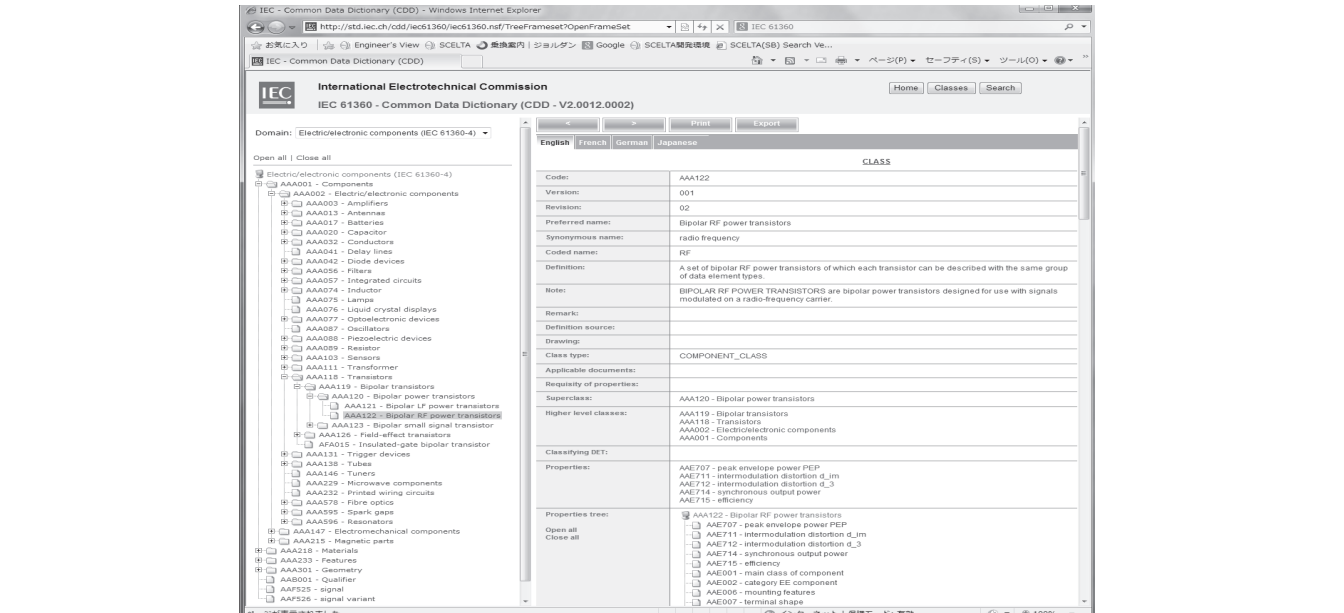 IEC - Common Data Dictionary (CDD) - Windows Internet Explorer
http://std.iec.ch/cdd/iec61360/iec61360.nsf/TreeFrameset?OpenFrameSet
IEC 61360
お気に入り Engineer's View SCELTA 乗換案内 | ジョルダン Google SCELTA開発環境 SCELTA(SB) Search Ve...
IEC - Common Data Dictionary (CDD)
ページ(P) セーフティ(S) ツール(O)
IEC
International Electrotechnical Commission
IEC 61360 - Common Data Dictionary (CDD - V2.0012.0002)
Home Classes Search
Domain: Electric/electronic components (IEC 61360-4)
Open all | Close all
Electric/electronic components (IEC 61360-4)
AAA001 - Components
AAA002 - Electric/electronic components
AAA003 - Amplifiers
AAA013 - Antennas
AAA017 - Batteries
AAA020 - Capacitor
AAA032 - Conductors
AAA041 - Delay lines
AAA042 - Diode devices
AAA056 - Filters
AAA057 - Integrated circuits
AAA074 - Inductor
AAA075 - Lamps
AAA076 - Liquid crystal displays
AAA077 - Optoelectronic devices
AAA087 - Oscillators
AAA088 - Piezoelectric devices
AAA089 - Resistor
AAA103 - Sensors
AAA111 - Transformer
AAA118 - Transistors
AAA119 - Bipolar transistors
AAA120 - Bipolar power transistors
AAA121 - Bipolar LF power transistors
AAA122 - Bipolar RF power transistors
AAA123 - Bipolar small signal transistor
AAA126 - Field-effect transistors
AFA015 - Insulated-gate bipolar transistor
AAA131 - Trigger devices
AAA138 - Tubes
AAA146 - Tuners
AAA229 - Microwave components
AAA232 - Printed wiring circuits
AAA578 - Fibre optics
AAA595 - Spark gaps
AAA596 - Resonators
AAA147 - Electromechanical components
AAA215 - Magnetic parts
AAA218 - Materials
AAA233 - Features
AAA301 - Geometry
AAB001 - Qualifier
AAF525 - signal
AAF526 - signal variant
< > Print Export
English French German Japanese
CLASS
Code: AAA122
Version: 001
Revision: 02
Preferred name: Bipolar RF power transistors
Synonymous name: radio frequency
Coded name: RF
Definition: A set of bipolar RF power transistors of which each transistor can be described with the same group
of data element types.
Note: BIPOLAR RF POWER TRANSISTORS are bipolar power transistors designed for use with signals
modulated on a radio-frequency carrier.
Remark:
Definition source:
Drawing:
Class type: COMPONENT_CLASS
Applicable documents:
Requisity of properties:
Superclass: AAA120 - Bipolar power transistors
Higher level classes: AAA119 - Bipolar transistors
AAA118 - Transistors
AAA002 - Electric/electronic components
AAA001 - Components
Classifying DET:
Properties: AAE707 - peak envelope power PEP
AAE711 - intermodulation distortion d_im
AAE712 - intermodulation distortion d_3
AAE714 - synchronous output power
AAE715 - efficiency
Properties tree:
Open all
Close all
AAA122 - Bipolar RF power transistors
AAE707 - peak envelope power PEP
AAE711 - intermodulation distortion d_im
AAE712 - intermodulation distortion d_3
AAE714 - synchronous output power
AAE715 - efficiency
AAE001 - main class of component
AAE002 - category EE component
AAE006 - mounting features
AAE007 - terminal shape